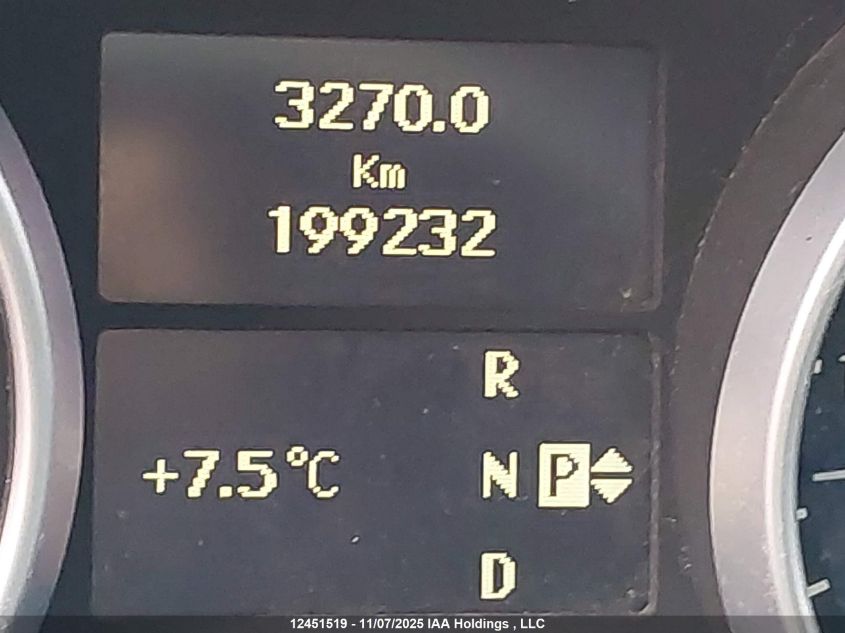 3270.0
Km
199232
R
+7.5°C N P
D
12451519 - 11/07/2025 IAA Holdings , LLC